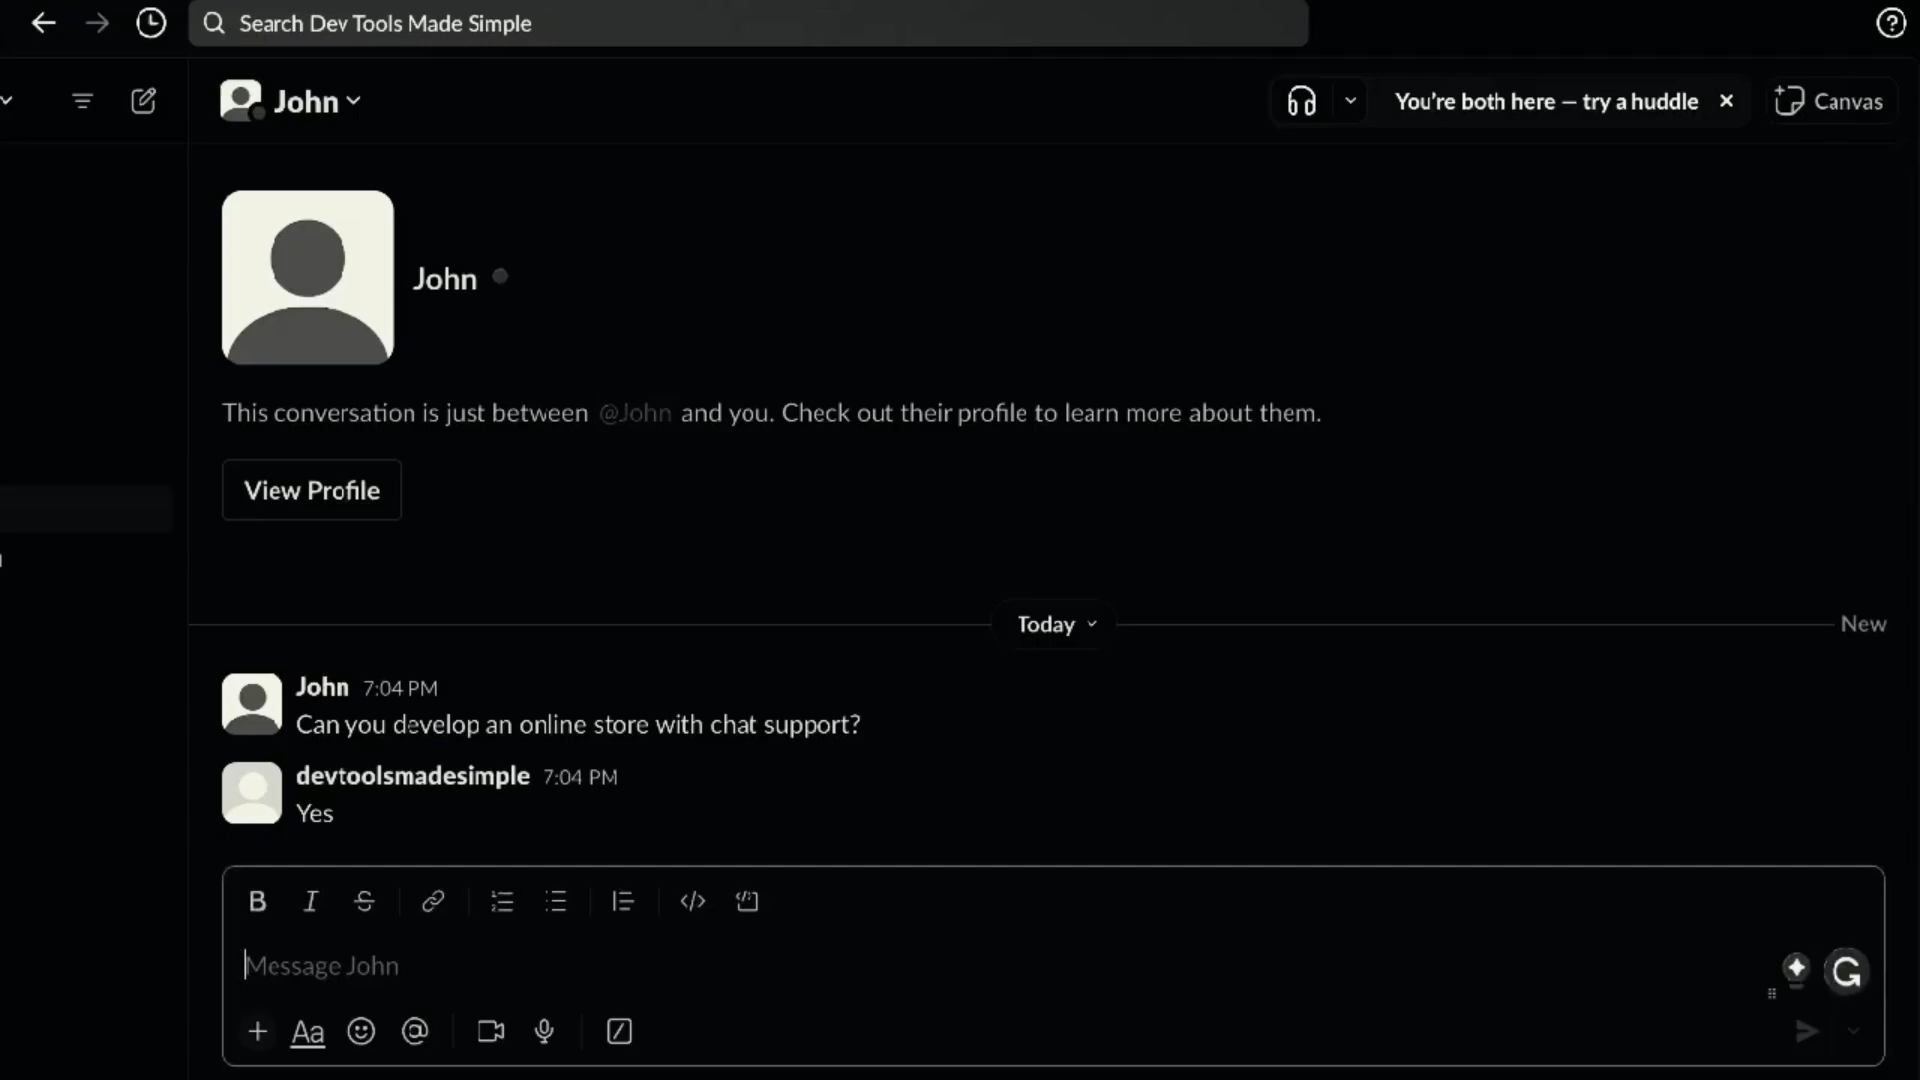 Search Dev Tools Made Simple
John
You're both here — try a huddle
Canvas
John
This conversation is just between @John and you. Check out their profile to learn more about them.
View Profile
Today
New
John 7:04 PM
Can you develop an online store with chat support?
devtoolsmadesimple 7:04 PM
Yes
B I S
Message John
Aa